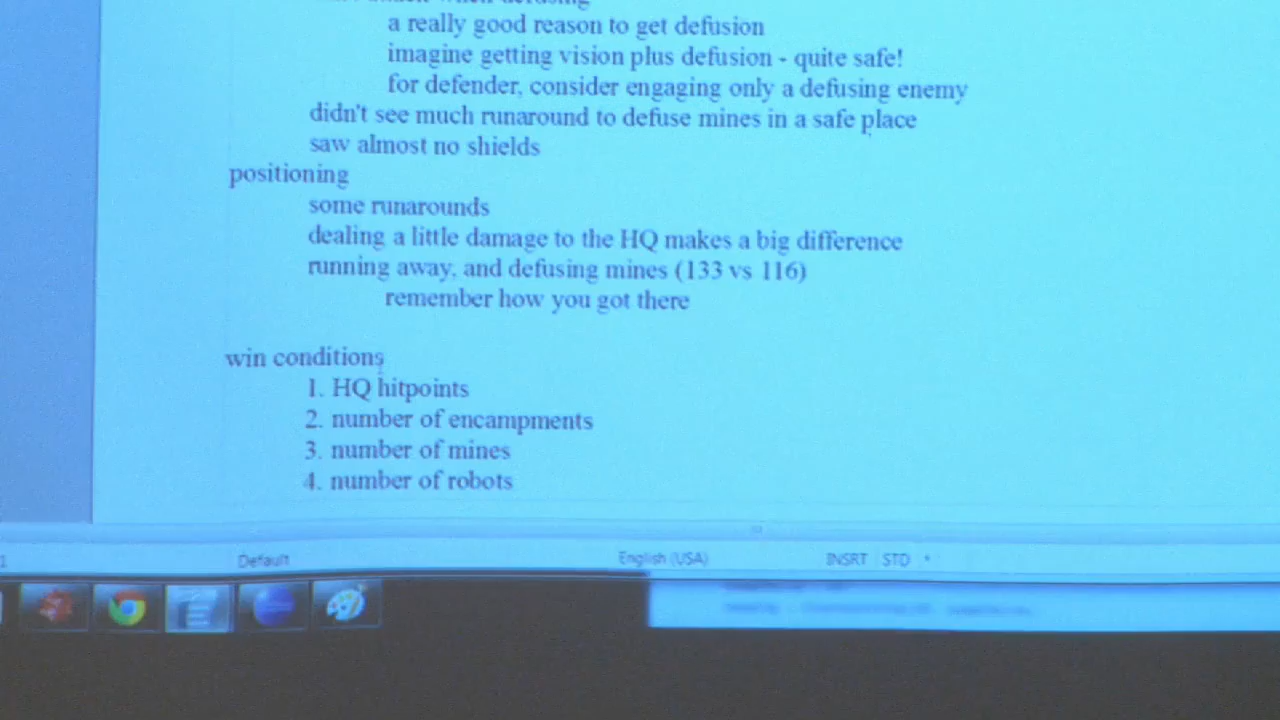 a really good reason to get defusion
imagine getting vision plus defusion - quite safe!
for defender, consider engaging only a defusing enemy
didn't see much runaround to defuse mines in a safe place
saw almost no shields
positioning
some runarounds
dealing a little damage to the HQ makes a big difference
running away, and defusing mines (133 vs 116)
remember how you got there
win conditions
1. HQ hitpoints
2. number of encampments
3. number of mines
4. number of robots
Default English (USA) INSRT STD *